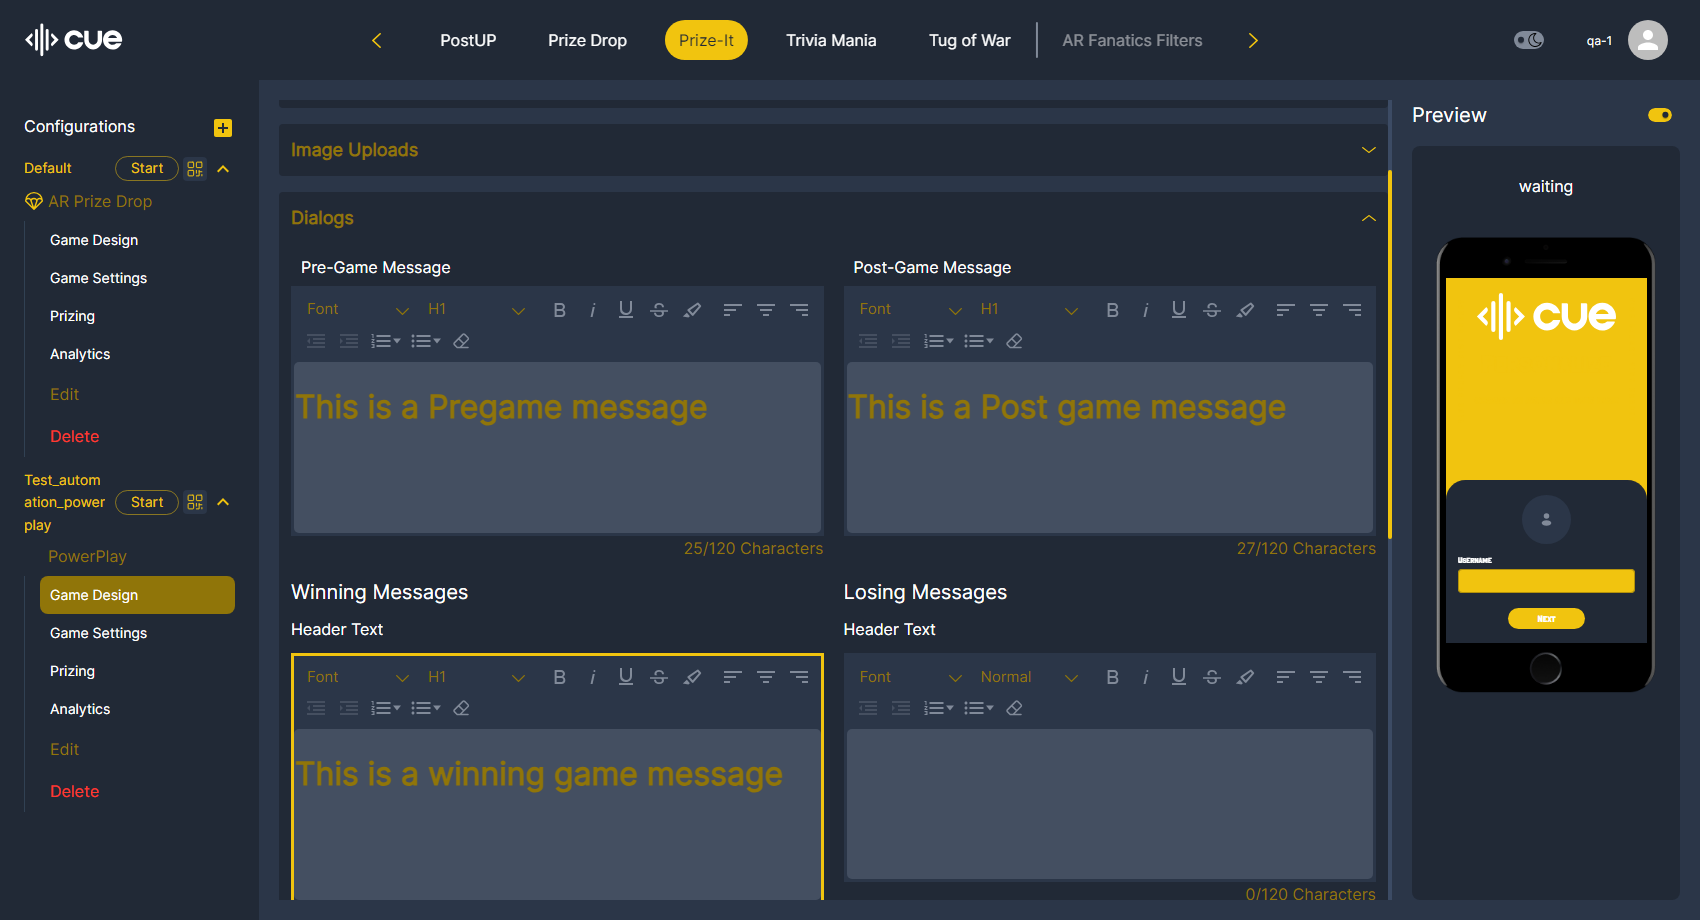 cue
PostUP
Prize Drop
Prize-It
Trivia Mania
Tug of War
AR Fanatics Filters
qa-1
Configurations
Default
Start
AR Prize Drop
Game Design
Game Settings
Prizing
Analytics
Edit
Delete
Test_autom
ation_power
play
Start
PowerPlay
Game Design
Game Settings
Prizing
Analytics
Edit
Delete
Image Uploads
Dialogs
Pre-Game Message
Font
H1
B i U S
This is a Pregame message
25/120 Characters
Post-Game Message
Font
H1
B i U S
This is a Post game message
27/120 Characters
Winning Messages
Header Text
Font
H1
B i U S
This is a winning game message
Losing Messages
Header Text
Font
Normal
B i U S
0/120 Characters
Preview
waiting
cue
Username
Next